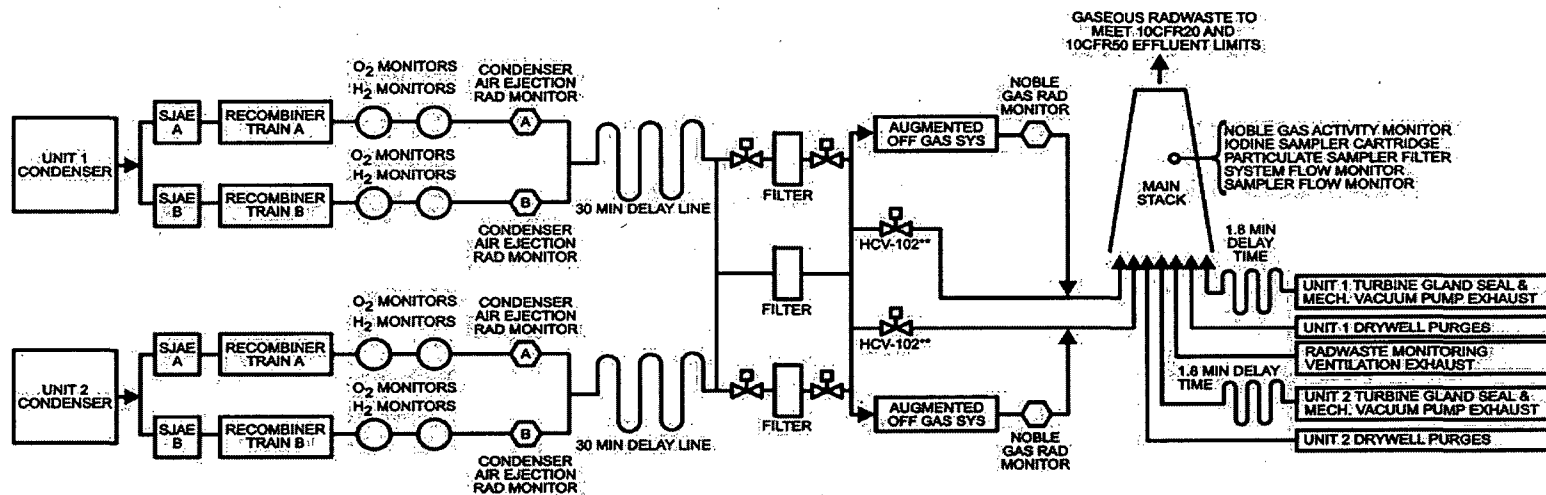 GASEOUS RADWASTE TO
MEET 10CFR20 AND
10CFR50 EFFLUENT LIMITS
UNIT 1
CONDENSER
SJAE
A
RECOMBINER
TRAIN A
O2 MONITORS
H2 MONITORS
CONDENSER
AIR EJECTION
RAD MONITOR
A
SJAE
B
RECOMBINER
TRAIN B
O2 MONITORS
H2 MONITORS
B
CONDENSER
AIR EJECTION
RAD MONITOR
30 MIN DELAY LINE
FILTER
AUGMENTED
OFF GAS SYS
NOBLE
GAS RAD
MONITOR
HCV-102**
FILTER
HCV-102**
UNIT 2
CONDENSER
SJAE
A
RECOMBINER
TRAIN A
O2 MONITORS
H2 MONITORS
CONDENSER
AIR EJECTION
RAD MONITOR
A
SJAE
B
RECOMBINER
TRAIN B
O2 MONITORS
H2 MONITORS
B
CONDENSER
AIR EJECTION
RAD MONITOR
30 MIN DELAY LINE
FILTER
AUGMENTED
OFF GAS SYS
NOBLE
GAS RAD
MONITOR
MAIN
STACK
NOBLE GAS ACTIVITY MONITOR
IODINE SAMPLER CARTRIDGE
PARTICULATE SAMPLER FILTER
SYSTEM FLOW MONITOR
SAMPLER FLOW MONITOR
1.8 MIN
DELAY
TIME
UNIT 1 TURBINE GLAND SEAL &
MECH. VACUUM PUMP EXHAUST
UNIT 1 DRYWELL PURGES
RADWASTE MONITORING
VENTILATION EXHAUST
1.8 MIN DELAY
TIME
UNIT 2 TURBINE GLAND SEAL &
MECH. VACUUM PUMP EXHAUST
UNIT 2 DRYWELL PURGES